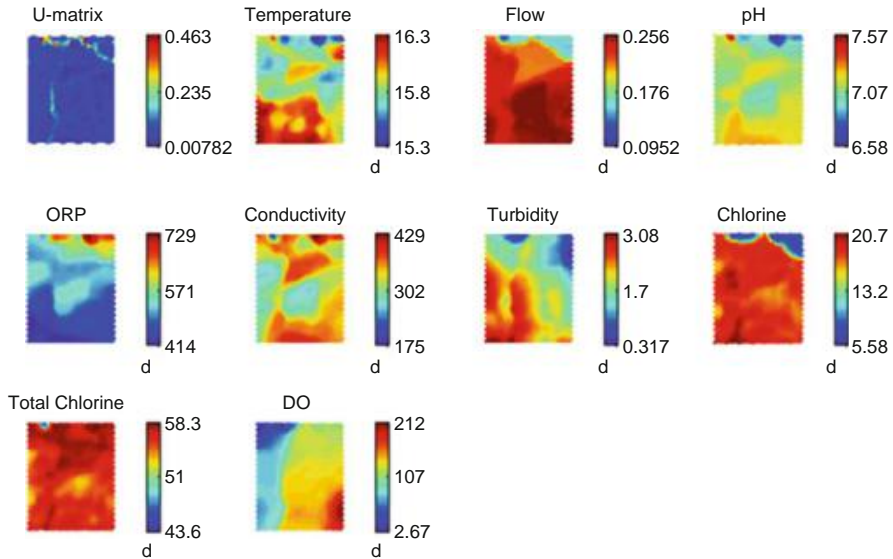 U-matrix
0.463
0.235
0.00782
Temperature
16.3
15.8
15.3
d
Flow
0.256
0.176
0.0952
d
pH
7.57
7.07
6.58
d
ORP
729
571
414
d
Conductivity
429
302
175
d
Turbidity
3.08
1.7
0.317
d
Chlorine
20.7
13.2
5.58
d
Total Chlorine
58.3
51
43.6
d
DO
212
107
2.67
d